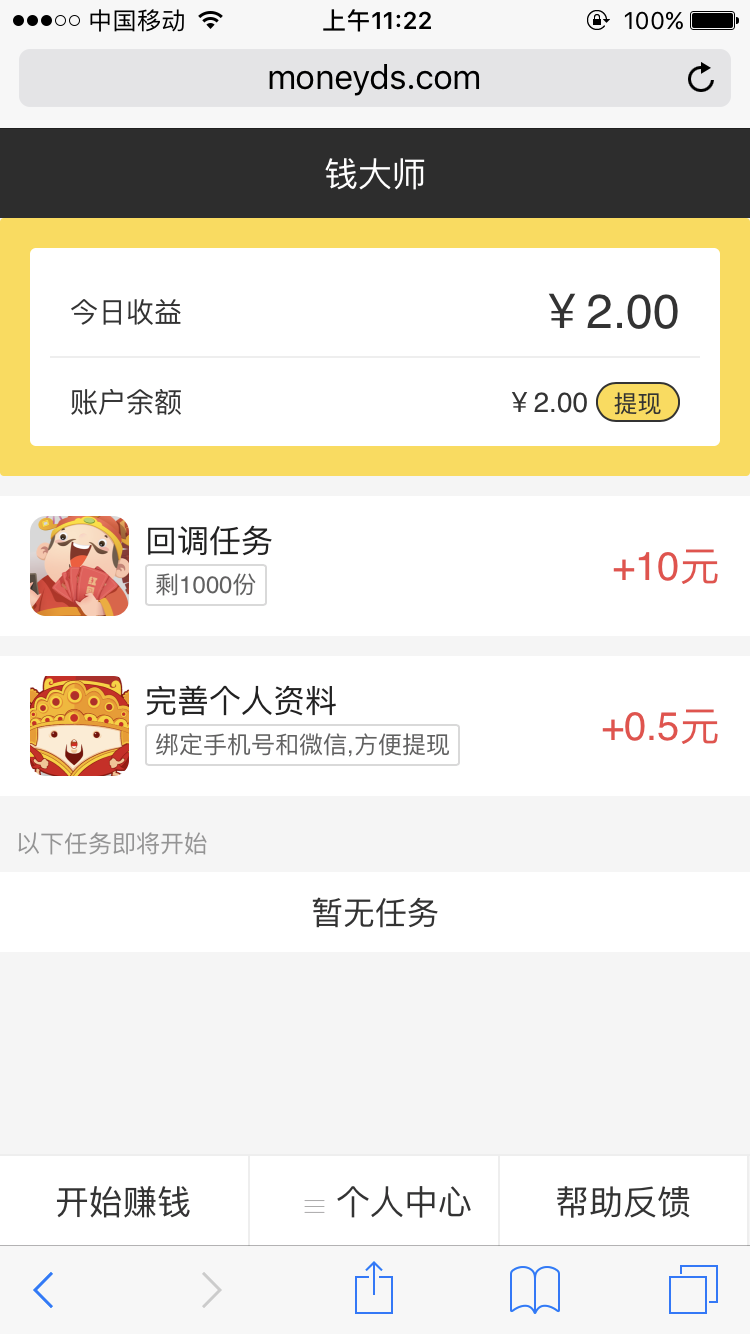 中国移动 上午11:22 100%
moneyds.com
钱大师
今日收益 ¥2.00
账户余额 ¥2.00 提现
回调任务
剩1000份
+10元
完善个人资料
绑定手机号和微信,方便提现
+0.5元
以下任务即将开始
暂无任务
开始赚钱 个人中心 帮助反馈